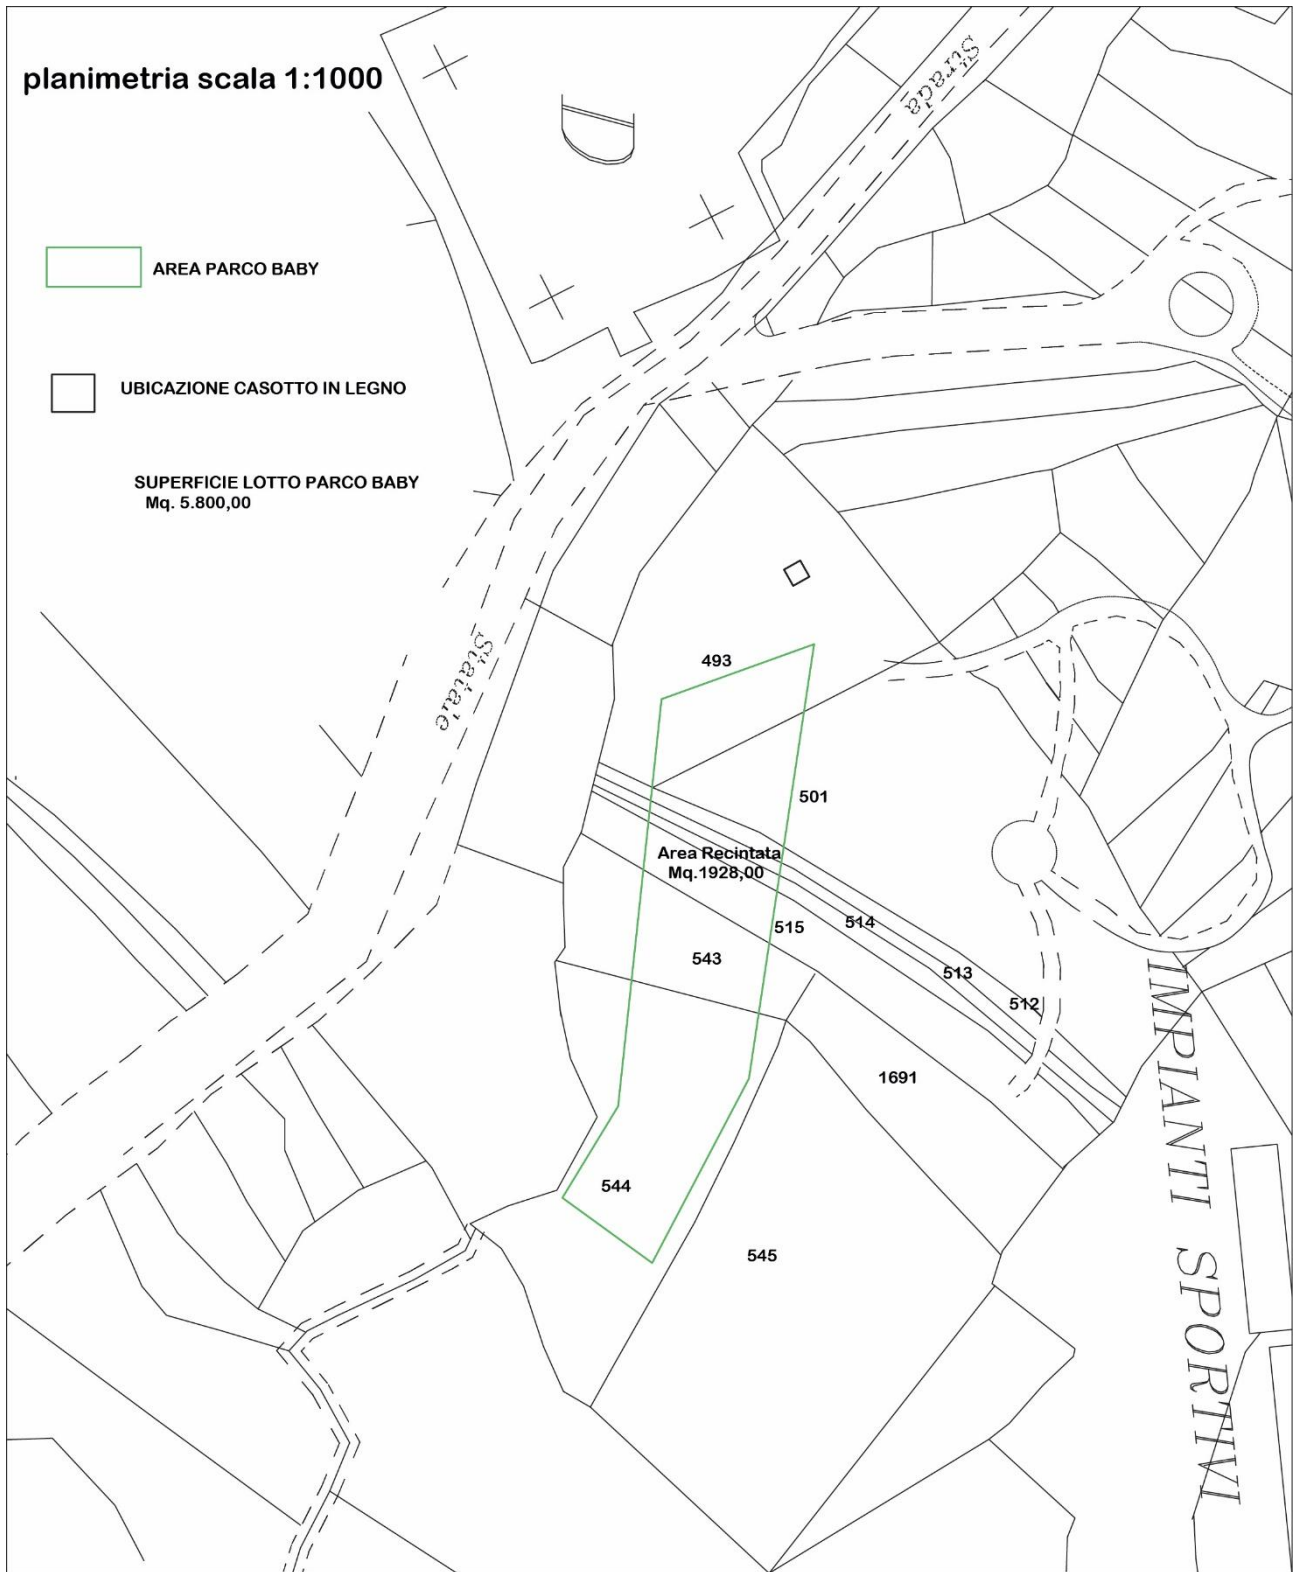 planimetria scala 1:1000
Strada
AREA PARCO BABY
UBICAZIONE CASOTTO IN LEGNO
SUPERFICIE LOTTO PARCO BABY
Mq. 5.800,00
Statale
493
501
Area Recintata
Mq.1928,00
515
514
543
513
512
1691
544
545
IMPIANTI SPORTIVI